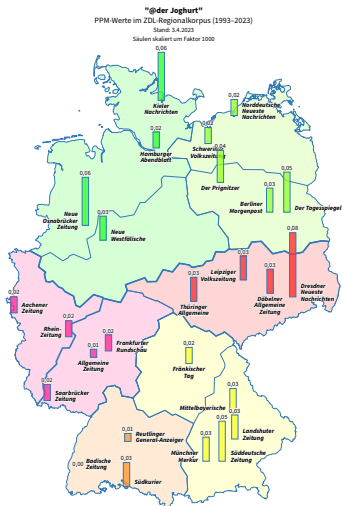 "@der Joghurt"
PPM-Werte im ZDL-Regionalkorpus (1993–2023)
Stand: 3.4.2023
Säulen skaliert um Faktor 1000
0,06
Kieler
Nachrichten
0,02
Norddeutsche
Neueste
Nachrichten
0,02
Hamburger
Abendblatt
0,02
Schweriner
Volkszeitung
0,04
Der Prignitzer
0,06
Neue
Osnabrücker
Zeitung
0,03
Neue
Westfälische
0,03
Berliner
Morgenpost
0,05
Der Tagesspiegel
0,08
Dresdner
Neueste
Nachrichten
0,03
Leipziger
Volkszeitung
0,03
Döbelner
Allgemeine
Zeitung
0,03
Thüringer
Allgemeine
0,02
Aachener
Zeitung
0,02
Rhein-
Zeitung
0,02
Frankfurter
Rundschau
0,01
Allgemeine
Zeitung
0,02
Saarbrücker
Zeitung
0,02
Fränkischer
Tag
0,03
Mittelbayerische
0,03
Landshuter
Zeitung
0,05
Süddeutsche
Zeitung
0,03
Münchner
Merkur
0,01
Reutlinger
General-Anzeiger
0,00
Badische
Zeitung
0,03
Südkurier